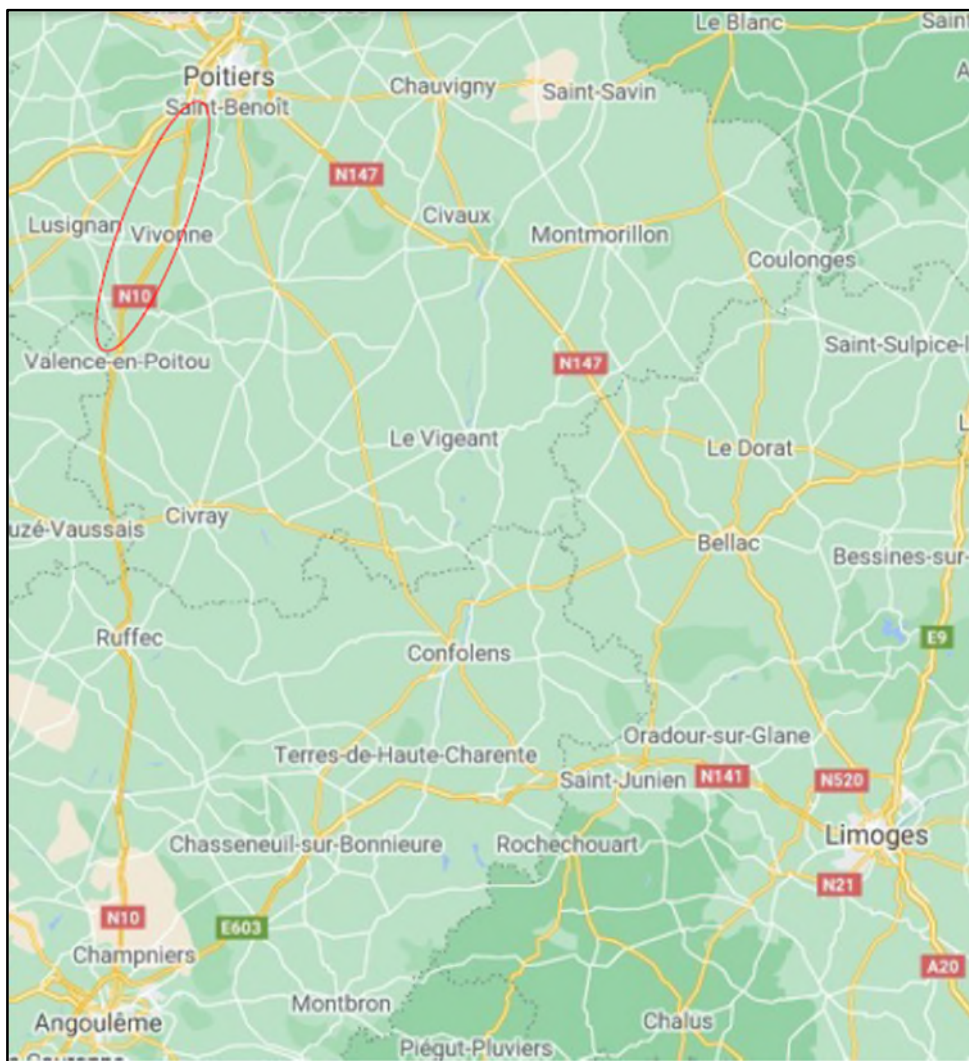 Le Blanc
Saint
Poitiers
Chauvigny
Saint-Savin
A
Saint-Benoît
N147
Lusignan
Vivonne
Civaux
Montmorillon
Coulonges
N10
Valence-en-Poitou
N147
Saint-Sulpice-l
Le Vigeant
Le Dorat
L
Civray
uzé-Vaussais
Bellac
Bessines-sur-
Ruffec
E9
Confolens
Oradour-sur-Glane
Terres-de-Haute-Charente
Saint-Junien
N141
N520
Limoges
Chasseneuil-sur-Bonnieure
Rochechouart
N21
N10
E603
Champniers
A20
Montbron
Angoulême
Chalus
Piégut-Pluviers